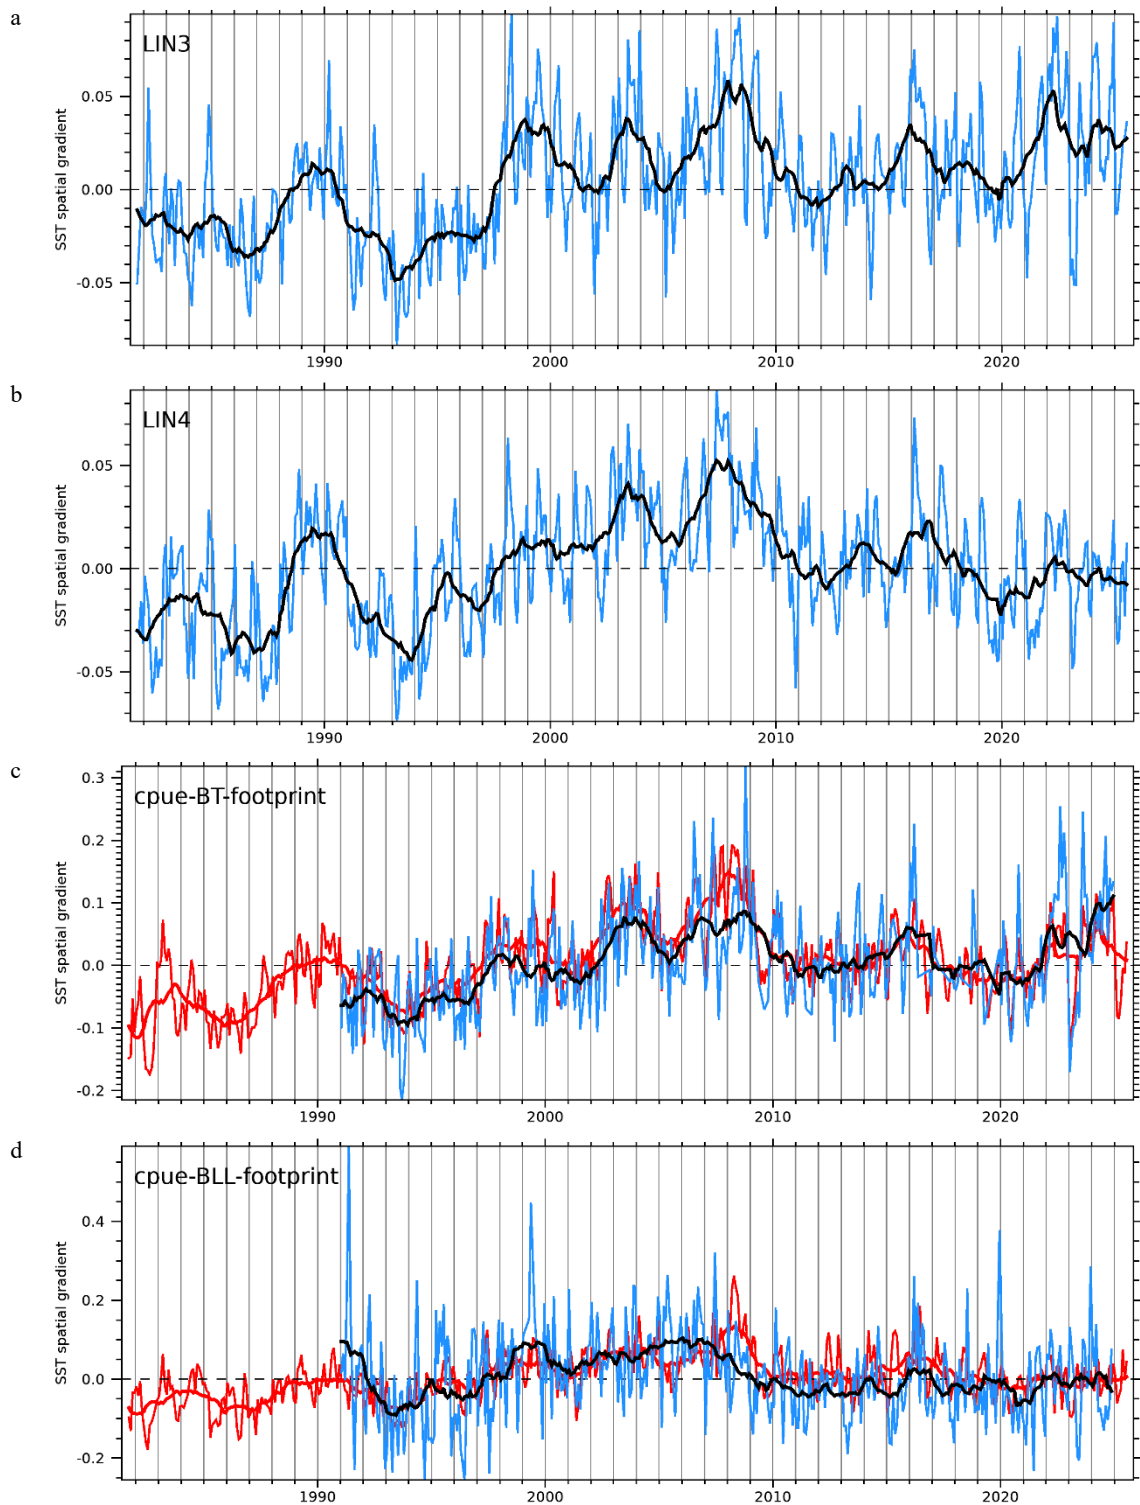 a
LIN3
SST spatial gradient
0.05
0.00
-0.05
1990 2000 2010 2020
b
LIN4
SST spatial gradient
0.05
0.00
-0.05
1990 2000 2010 2020
c
cpue-BT-footprint
SST spatial gradient
0.3
0.2
0.1
0.0
-0.1
-0.2
1990 2000 2010 2020
d
cpue-BLL-footprint
SST spatial gradient
0.4
0.2
0.0
-0.2
1990 2000 2010 2020